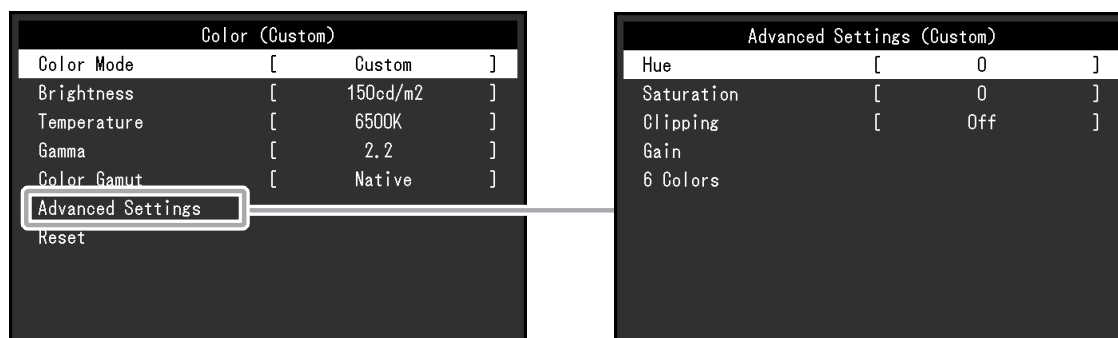 Color (Custom)
Color Mode [ Custom ]
Brightness [ 150cd/m2 ]
Temperature [ 6500K ]
Gamma [ 2.2 ]
Color Gamut [ Native ]
Advanced Settings
Reset
Advanced Settings (Custom)
Hue [ 0 ]
Saturation [ 0 ]
Clipping [ Off ]
Gain
6 Colors